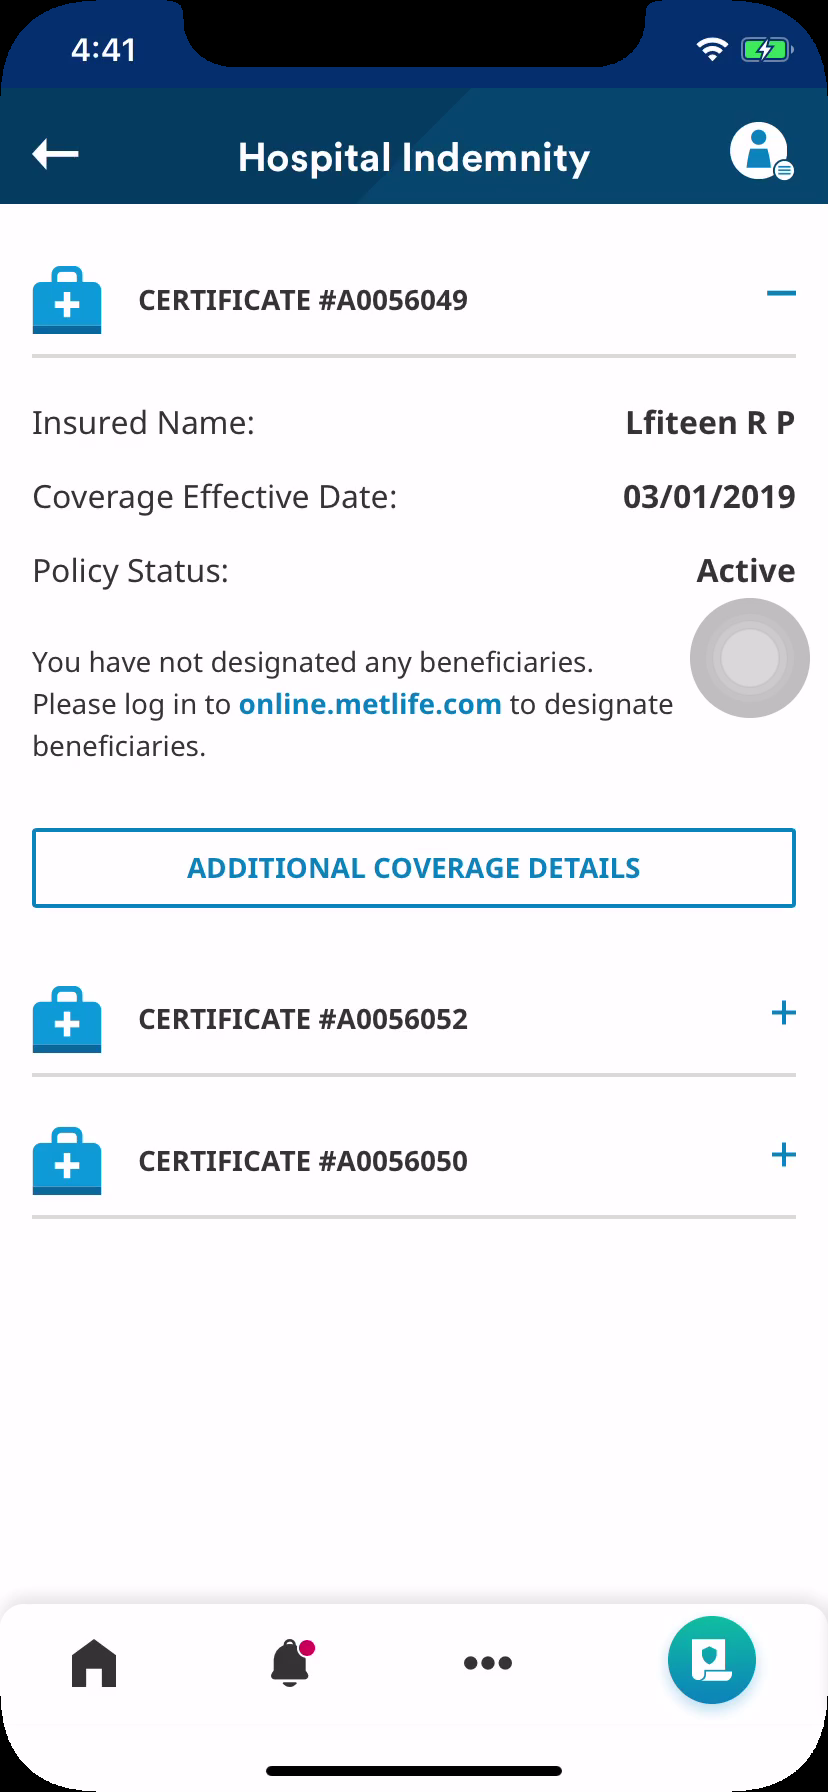 4:41
Hospital Indemnity
CERTIFICATE #A0056049
Insured Name: Lfiteen R P
Coverage Effective Date: 03/01/2019
Policy Status: Active
You have not designated any beneficiaries.
Please log in to online.metlife.com to designate
beneficiaries.
ADDITIONAL COVERAGE DETAILS
CERTIFICATE #A0056052
CERTIFICATE #A0056050